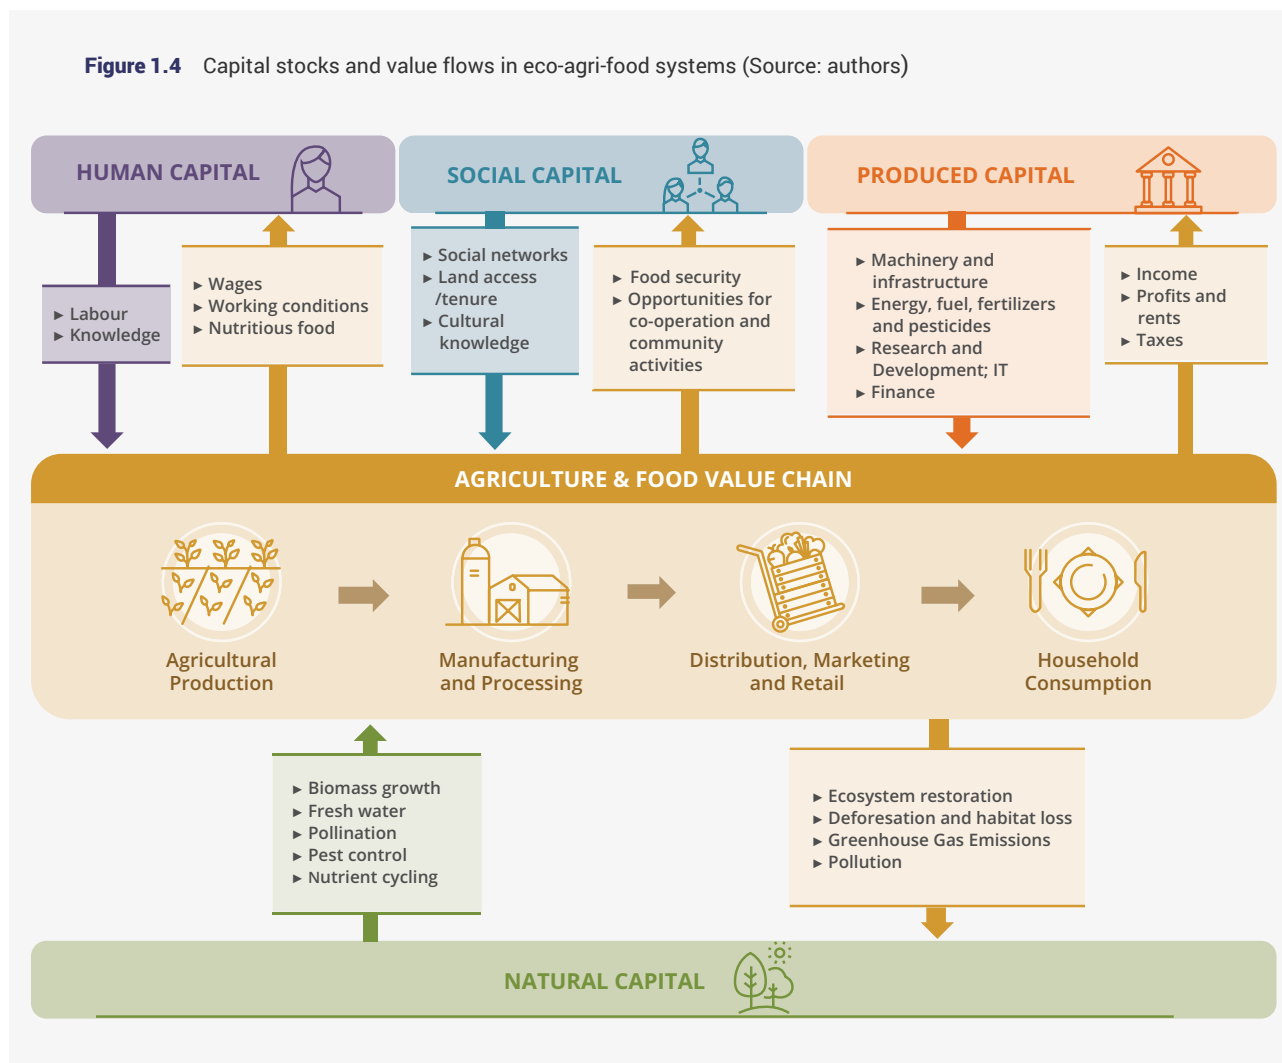 Figure 1.4 Capital stocks and value flows in eco-agri-food systems (Source: authors)
HUMAN CAPITAL
SOCIAL CAPITAL
PRODUCED CAPITAL
► Labour
► Knowledge
► Wages
► Working conditions
► Nutritious food
► Social networks
► Land access
/tenure
► Cultural
knowledge
► Food security
► Opportunities for
co-operation and
community
activities
► Machinery and
infrastructure
► Energy, fuel, fertilizers
and pesticides
► Research and
Development; IT
► Finance
► Income
► Profits and
rents
► Taxes
AGRICULTURE & FOOD VALUE CHAIN
Agricultural
Production
Manufacturing
and Processing
Distribution, Marketing
and Retail
Household
Consumption
► Biomass growth
► Fresh water
► Pollination
► Pest control
► Nutrient cycling
► Ecosystem restoration
► Deforesation and habitat loss
► Greenhouse Gas Emissions
► Pollution
NATURAL CAPITAL